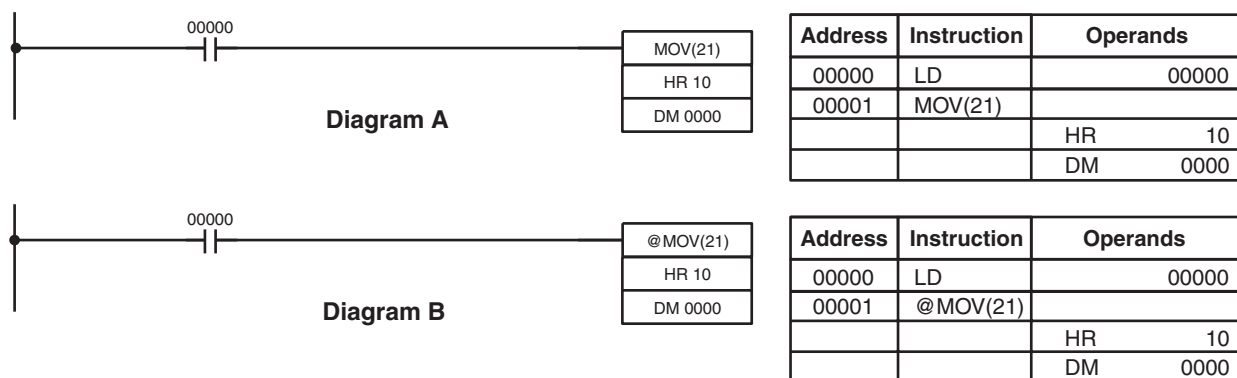 00000
MOV(21)
HR 10
DM 0000
Diagram A
Address Instruction Operands
00000 LD 00000
00001 MOV(21)
HR 10
DM 0000
00000
@MOV(21)
HR 10
DM 0000
Diagram B
Address Instruction Operands
00000 LD 00000
00001 @MOV(21)
HR 10
DM 0000